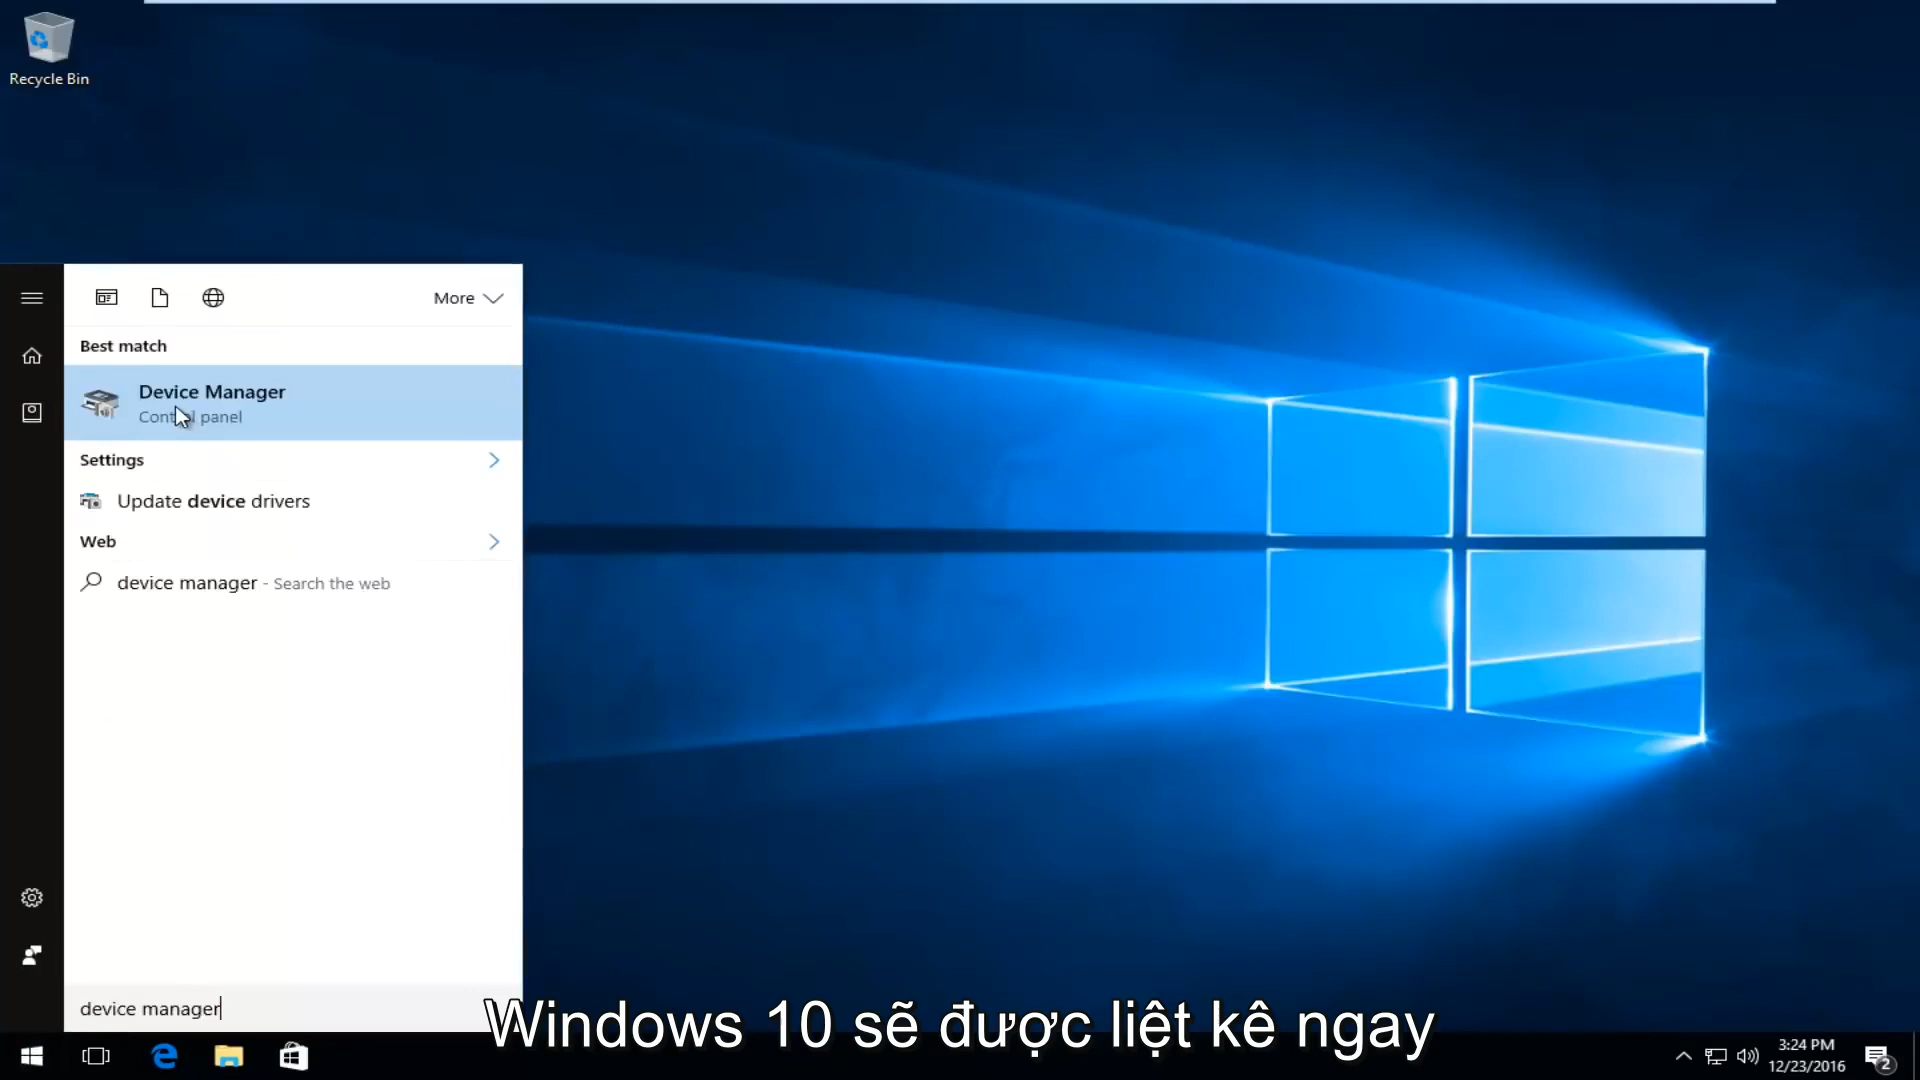 Recycle Bin
More
Best match
Device Manager
Control panel
Settings
Update device drivers
Web
device manager - Search the web
device manager
Windows 10 sẽ được liệt kê ngay
3:24 PM
12/23/2016
2